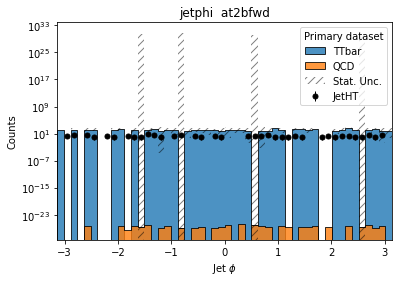 jetphi  at2bfwd
Primary dataset
TTbar
QCD
Stat. Unc.
JetHT
Counts
10^33
10^25
10^17
10^9
10^1
10^−7
10^−15
10^−23
−3
−2
−1
0
1
2
3
Jet ϕ